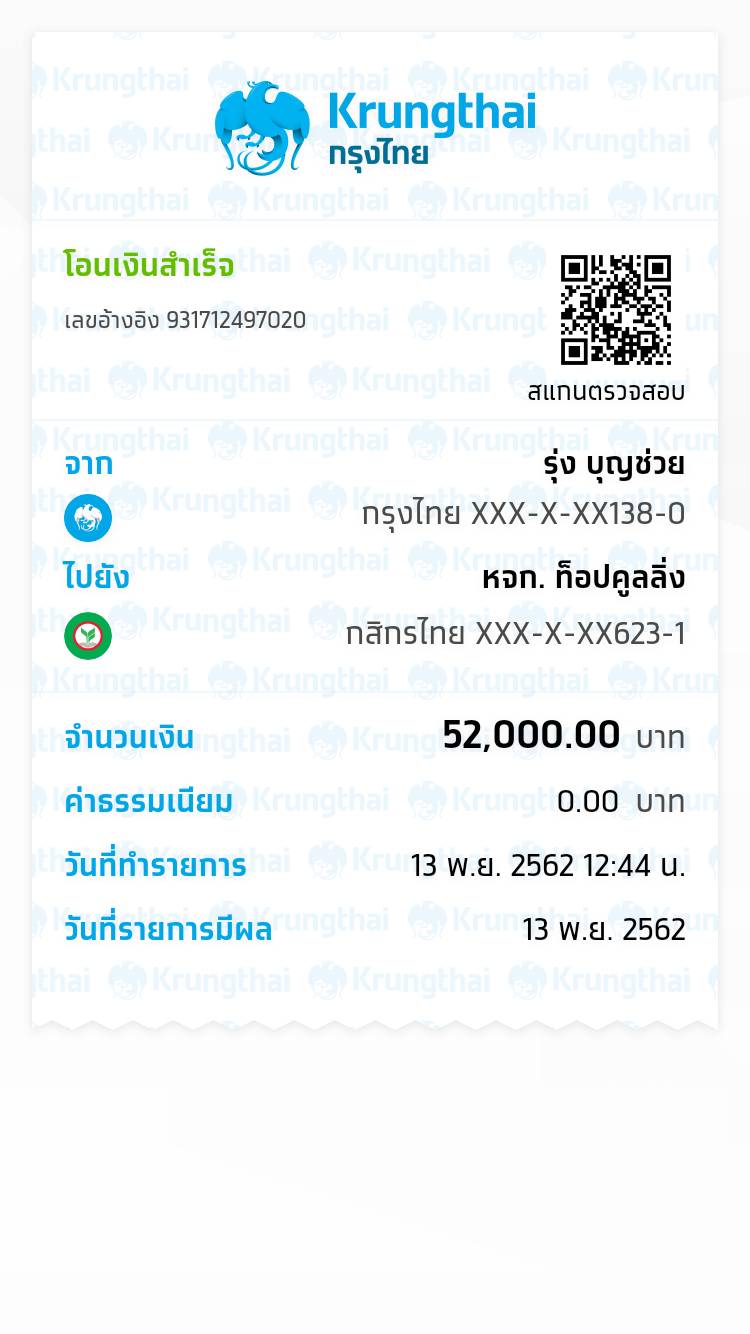 Krungthai
กรุงไทย
โอนเงินสำเร็จ
เลขอ้างอิง 931712497020
สแกนตรวจสอบ
จาก รุ่ง บุญช่วย
กรุงไทย XXX-X-XX138-0
ไปยัง หจก. ท็อปคูลลิ่ง
กสิกรไทย XXX-X-XX623-1
จำนวนเงิน 52,000.00 บาท
ค่าธรรมเนียม 0.00 บาท
วันที่ทำรายการ 13 พ.ย. 2562 12:44 น.
วันที่รายการมีผล 13 พ.ย. 2562